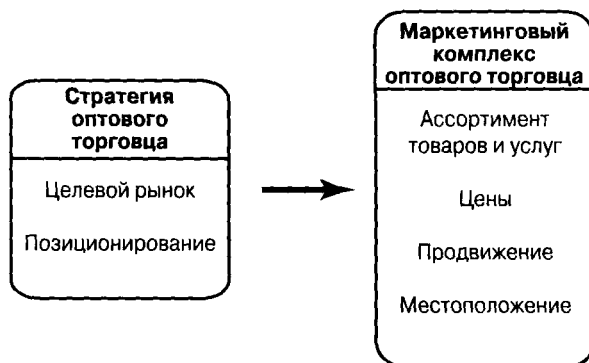 Стратегия
оптового
торговца
Целевой рынок
Позиционирование
Маркетинговый
комплекс
оптового торговца
Ассортимент
товаров и услуг
Цены
Продвижение
Местоположение